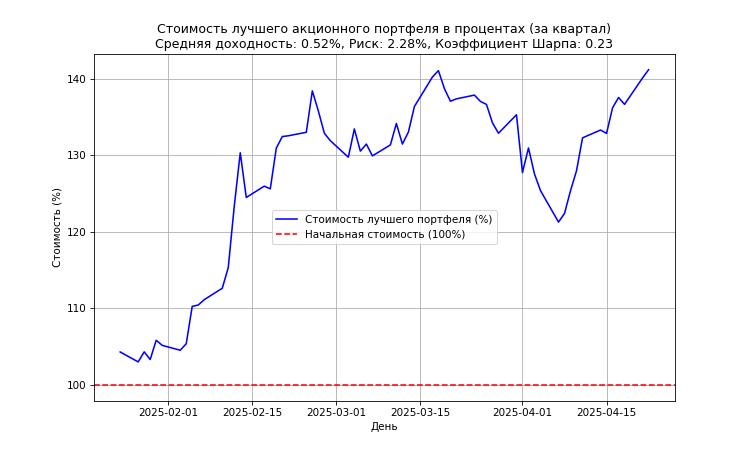 Стоимость лучшего акционного портфеля в процентах (за квартал)
Средняя доходность: 0.52%, Риск: 2.28%, Коэффициент Шарпа: 0.23
Стоимость (%)
140
130
120
110
100
Стоимость лучшего портфеля (%)
Начальная стоимость (100%)
2025-02-01
2025-02-15
2025-03-01
2025-03-15
2025-04-01
2025-04-15
День